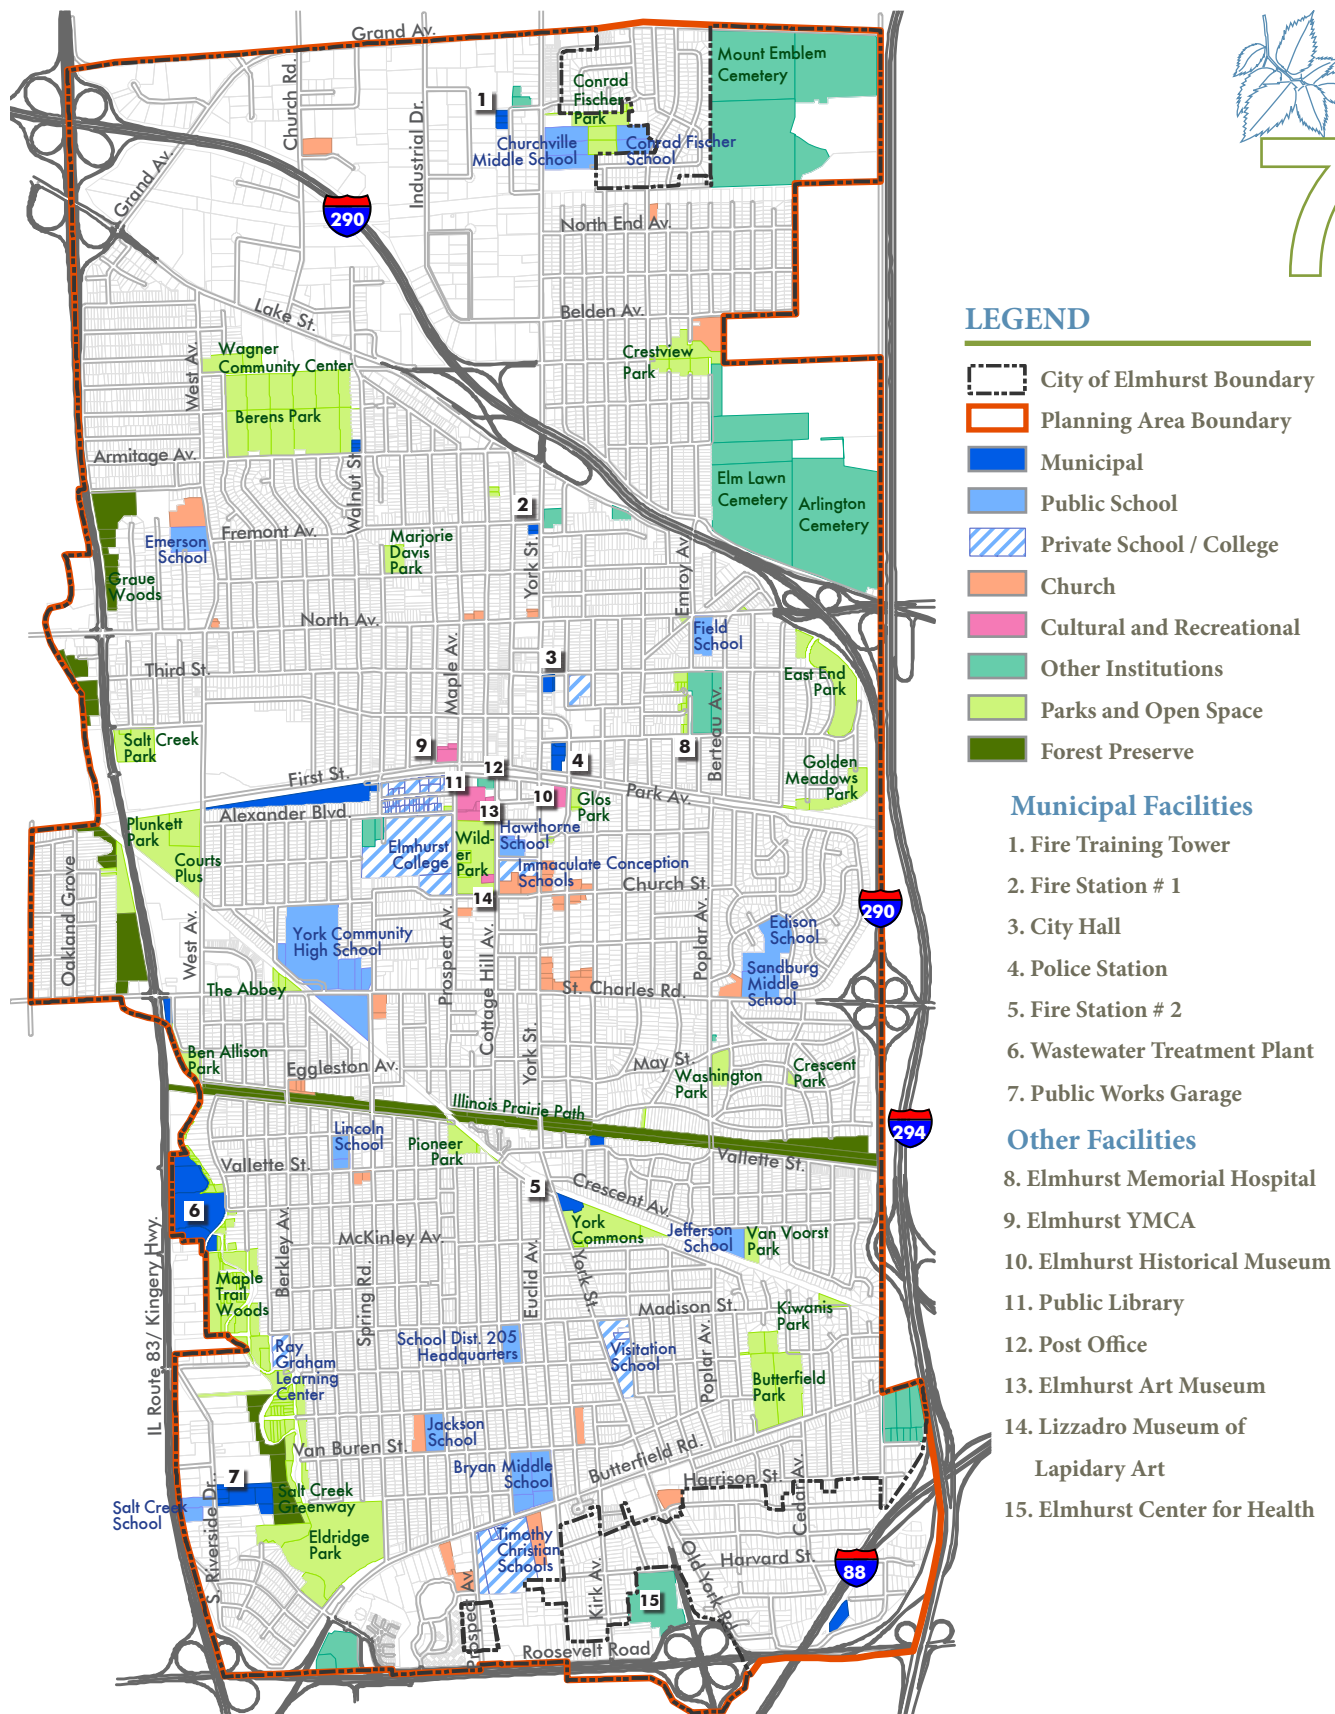 Grand Av.
Mount Emblem
Cemetery
Conrad
Fischer
Park
1
Church Rd.
Industrial Dr.
Churchville
Middle School
Conrad Fischer
School
7
Grand Av.
290
North End Av.
Lake St.
Belden Av.
Wagner
Community Center
West Av.
Crestview
Park
Berens Park
Armitage Av.
Walnut St.
Elm Lawn
Cemetery
Arlington
Cemetery
2
Emerson
School
Fremont Av.
Marjorie
Davis
Park
York St.
Emroy Av.
Graue
Woods
North Av.
Field
School
Third St.
Maple Av.
3
East End
Park
Salt Creek
Park
9
12
4
8
Berteau Av.
Golden
Meadows
Park
First St.
11
10
Park Av.
Alexander Blvd.
13
Glos
Park
Plunkett
Park
Elmhurst
College
Wild-
er
Park
Hawthorne
School
Courts
Plus
Immaculate Conception
Schools
Church St.
Oakland Grove
14
290
West Av.
York Community
High School
Prospect Av.
Cottage Hill Av.
Poplar Av.
Edison
School
Sandburg
Middle
School
The Abbey
St. Charles Rd.
York St.
Ben Allison
Park
Eggleston Av.
May St.
Washington
Park
Crescent
Park
Illinois Prairie Path
294
Lincoln
School
Pioneer
Park
Vallette St.
Vallette St.
5
Crescent Av.
6
York
Commons
Jefferson
School
Van Voorst
Park
McKinley Av.
Berkley Av.
IL Route 83/ Kingery Hwy.
Maple
Trail
Woods
Spring Rd.
Euclid Av.
York St.
Madison St.
Kiwanis
Park
Ray
Graham
Learning
Center
School Dist. 205
Headquarters
Visitation
School
Poplar Av.
Butterfield
Park
Jackson
School
Van Buren St.
Bryan Middle
School
Butterfield Rd.
Harrison St.
Cedar Av.
7
Salt Creek
School
Salt Creek
Greenway
S. Riverside Dr.
Eldridge
Park
Timothy
Christian
Schools
Harvard St.
88
Kirk Av.
Old York Rd.
15
Prospect Av.
Roosevelt Road
LEGEND
City of Elmhurst Boundary
Planning Area Boundary
Municipal
Public School
Private School / College
Church
Cultural and Recreational
Other Institutions
Parks and Open Space
Forest Preserve
Municipal Facilities
1. Fire Training Tower
2. Fire Station # 1
3. City Hall
4. Police Station
5. Fire Station # 2
6. Wastewater Treatment Plant
7. Public Works Garage
Other Facilities
8. Elmhurst Memorial Hospital
9. Elmhurst YMCA
10. Elmhurst Historical Museum
11. Public Library
12. Post Office
13. Elmhurst Art Museum
14. Lizzadro Museum of
Lapidary Art
15. Elmhurst Center for Health